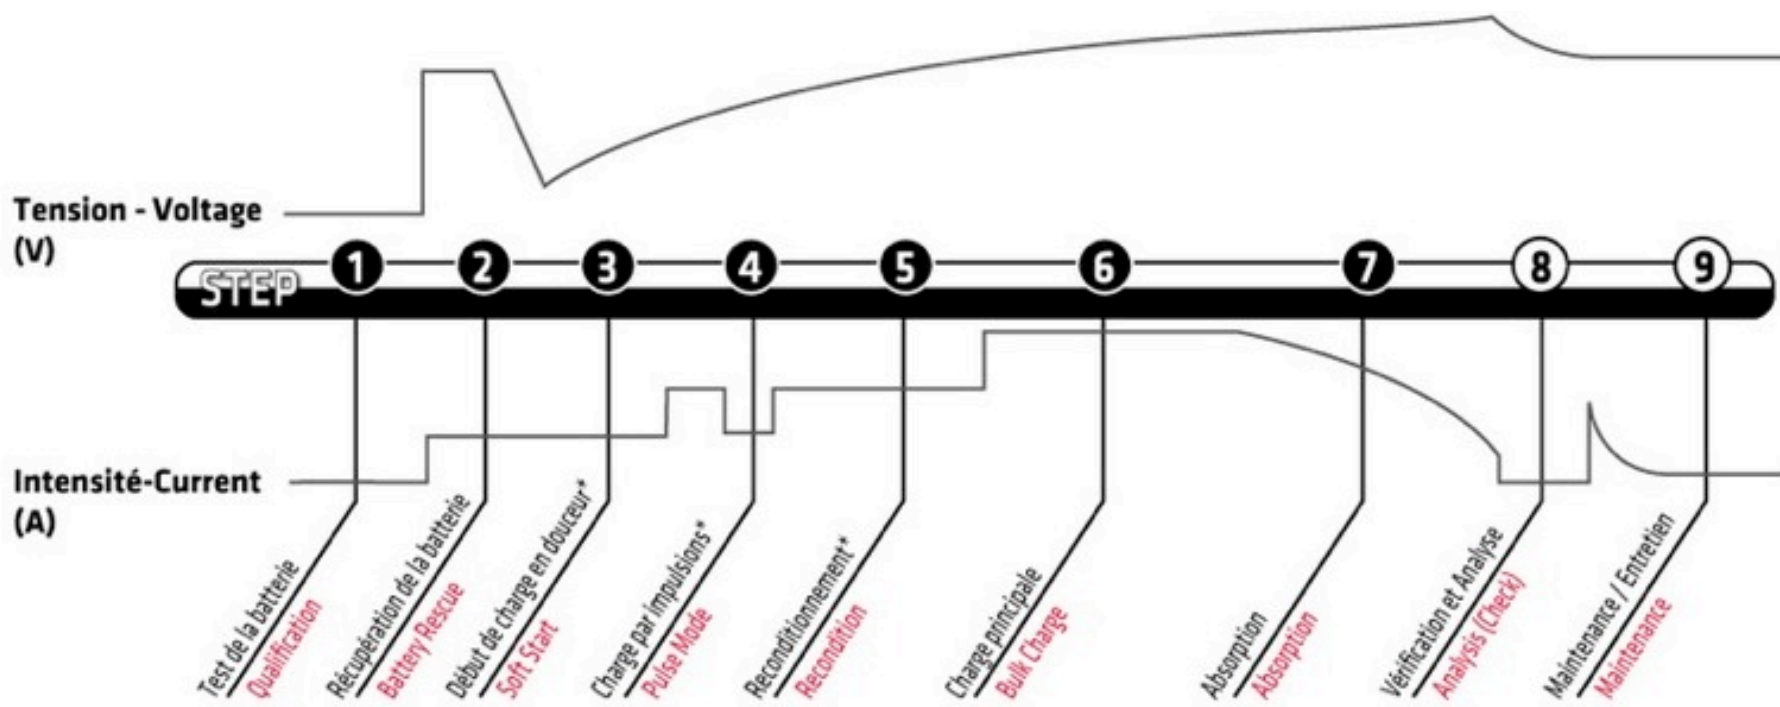 Tension - Voltage
(V)
STEP
1
2
3
4
5
6
7
8
9
Intensité-Current
(A)
Test de la batterie
Qualification
Récupération de la batterie
Battery Rescue
Début de charge en douceur*
Soft Start
Charge par impulsions*
Pulse Mode
Reconditionnement*
Recondition
Charge principale
Bulk Charge
Absorption
Absorption
Vérification et Analyse
Analysis (Check)
Maintenance / Entretien
Maintenance